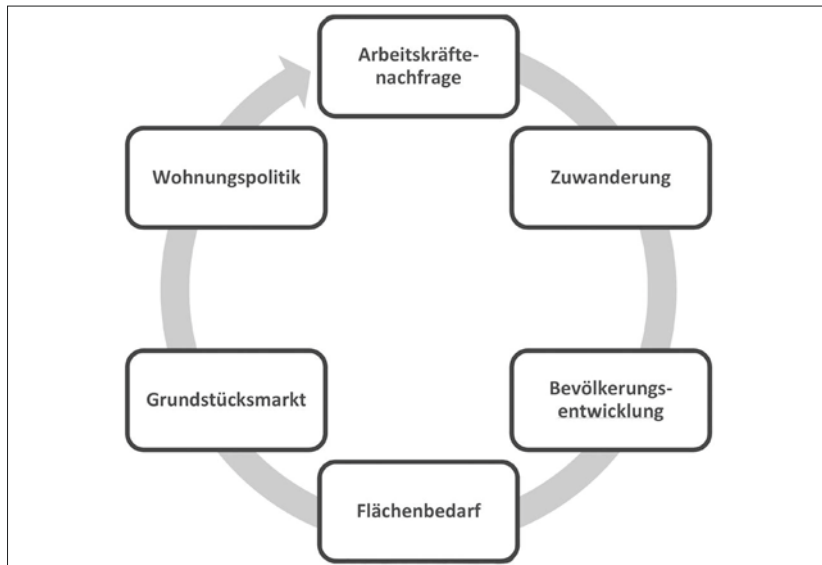 Arbeitskräfte-
nachfrage
Zuwanderung
Bevölkerungs-
entwicklung
Flächenbedarf
Grundstücksmarkt
Wohnungspolitik